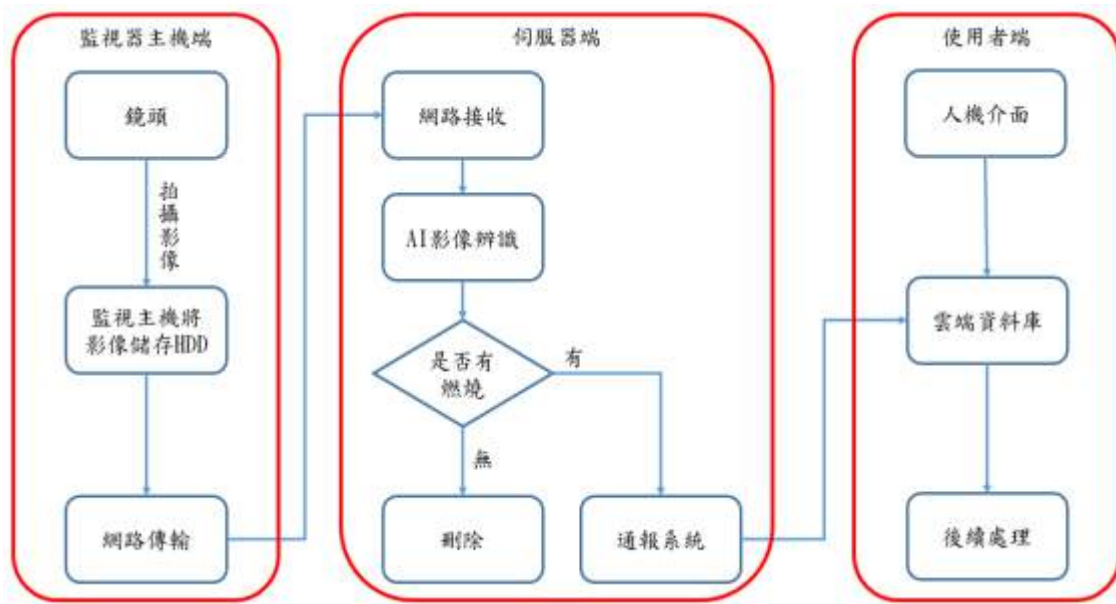 監視器主機端
鏡頭
拍攝影像
監視主機將
影像儲存HDD
網路傳輸
伺服器端
網路接收
AI影像辨識
是否有
燃燒
有
無
刪除
通報系統
使用者端
人機介面
雲端資料庫
後續處理